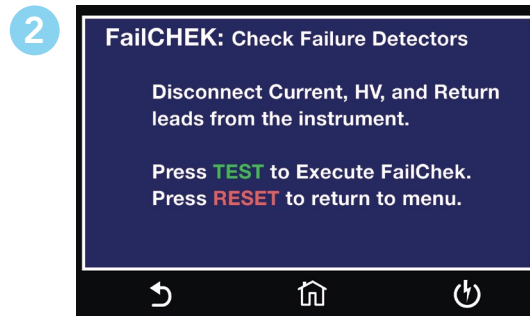 2
FailCHEK: Check Failure Detectors
Disconnect Current, HV, and Return
leads from the instrument.
Press TEST to Execute FailChek.
Press RESET to return to menu.